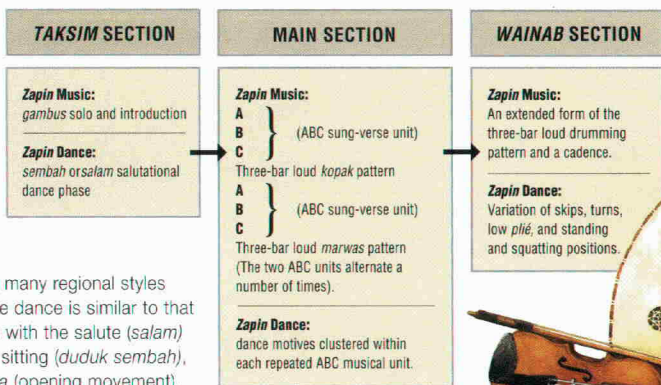 TAKSIM SECTION
Zapin Music:
gambus solo and introduction
Zapin Dance:
sembah orsalam salutational
dance phase
MAIN SECTION
Zapin Music:
A
B (ABC sung-verse unit)
C
Three-bar loud kopak pattern
A
B (ABC sung-verse unit)
C
Three-bar loud marwas pattern
(The two ABC units alternate a
number of times).
Zapin Dance:
dance motives clustered within
each repeated ABC musical unit.
WAINAB SECTION
Zapin Music:
An extended form of the
three-bar loud drumming
pattern and a cadence.
Zapin Dance:
Variation of skips, turns,
low plié, and standing
and squatting positions.
many regional styles
dance is similar to that
with the salute (salam)
sitting (duduk sembah),
(opening movement)